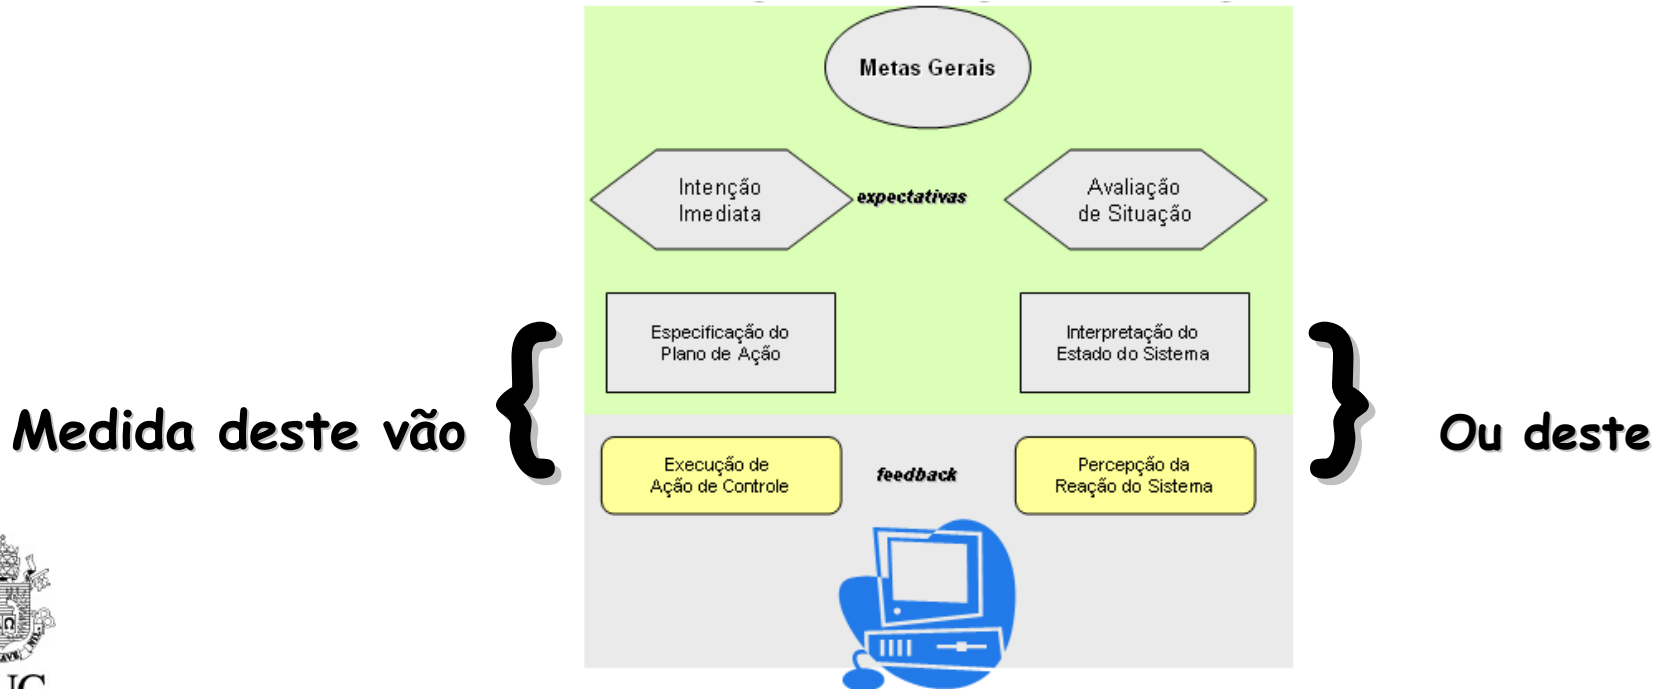 Metas Gerais
Intenção
Imediata
expectativas
Avaliação
de Situação
Especificação do
Plano de Ação
Interpretação do
Estado do Sistema
Medida deste vão
Ou deste
Execução de
Ação de Controle
feedback
Percepção da
Reação do Sistema